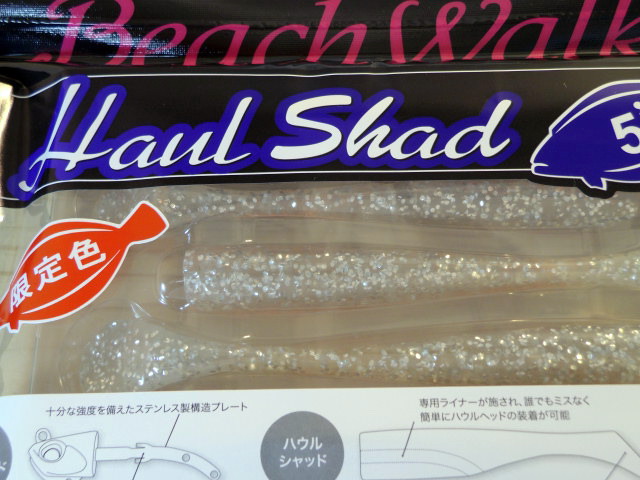 Beach Walk
Haul Shad
5
限定色
十分な強度を備えたステンレス製構造プレート
ハウル
シャッド
専用ライナーが施され、誰でもミスなく
簡単にハウルヘッドの装着が可能
ド